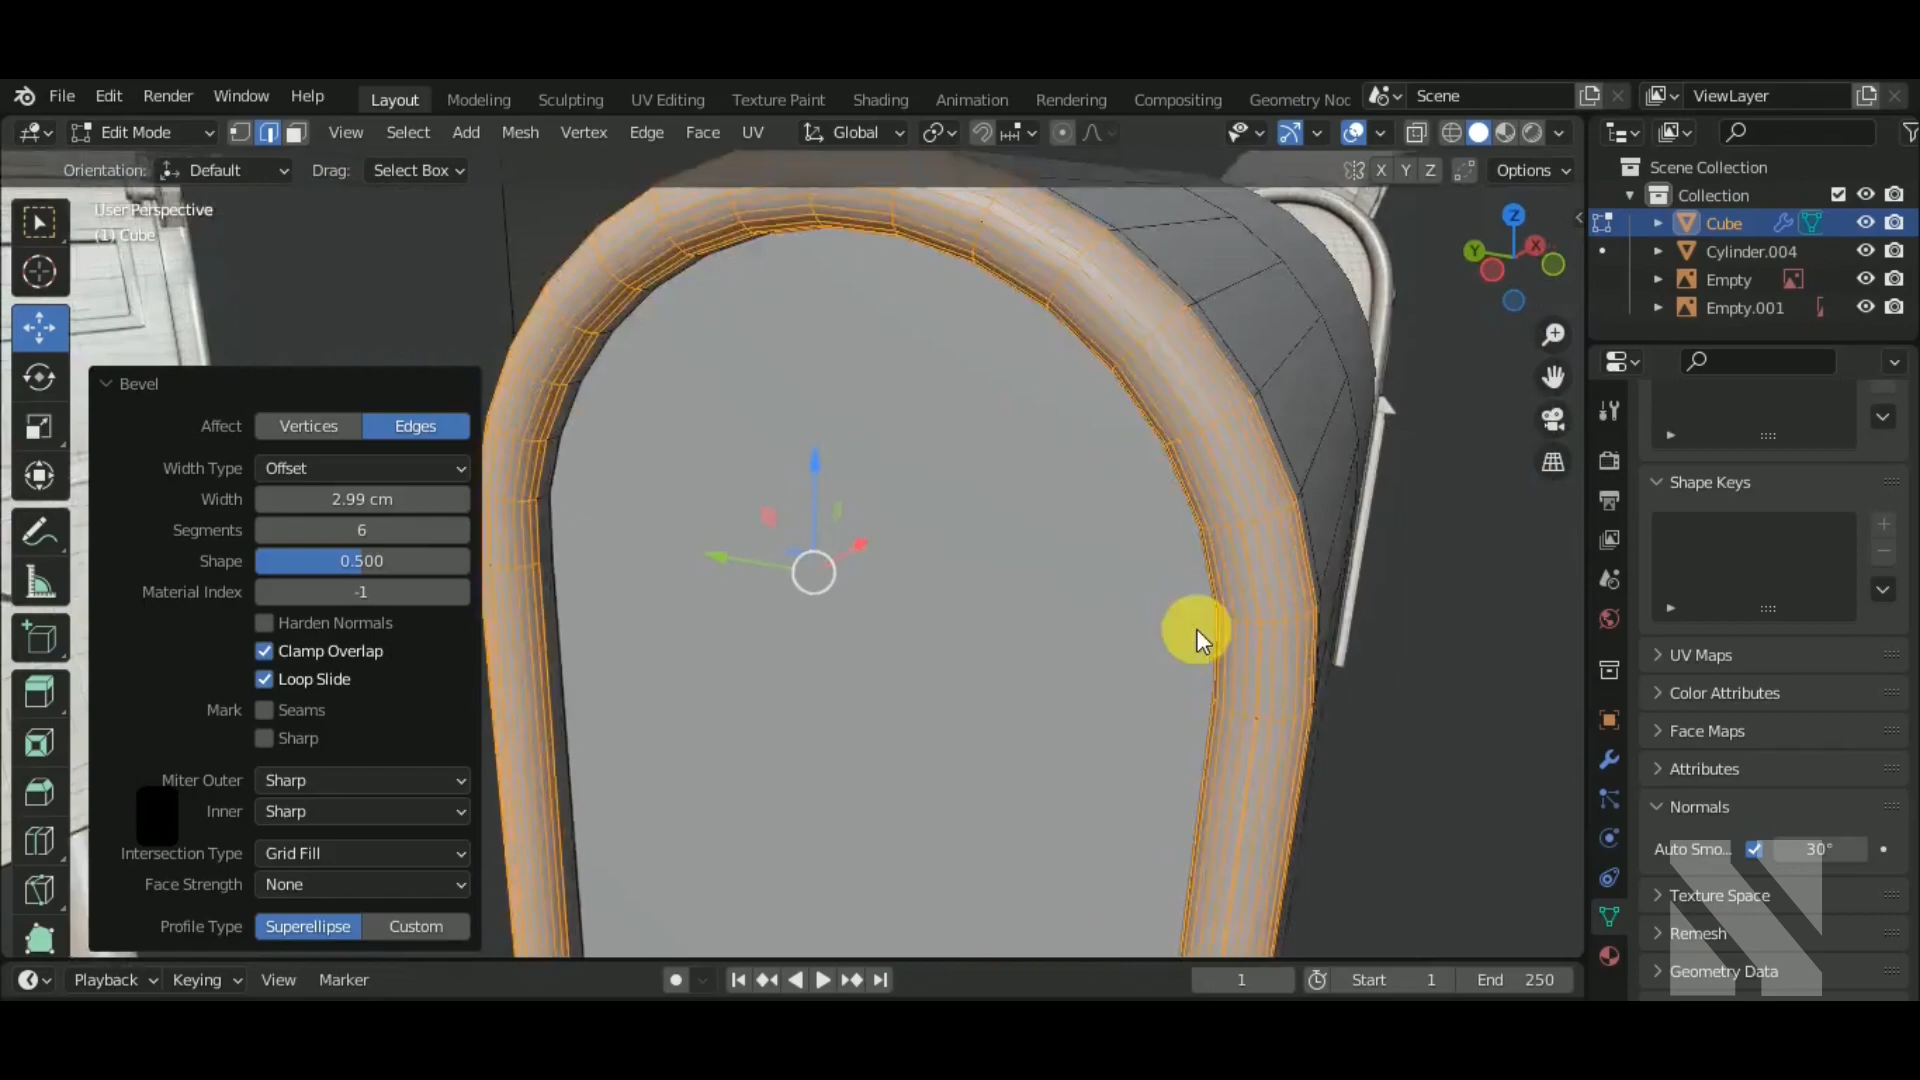 File Edit Render Window Help Layout Modeling Sculpting UV Editing Texture Paint Shading Animation Rendering Compositing Geometry Noc Scene ViewLayer
Edit Mode View Select Add Mesh Vertex Edge Face UV Global
Orientation: Default Drag: Select Box X Y Z Options
Scene Collection
Collection
Cube
Cylinder.004
Empty
Empty.001
User Perspective
(1) Cube
Z
Y
X
Bevel
Affect Vertices Edges
Width Type Offset
Width 2.99 cm
Segments 6
Shape 0.500
Material Index -1
Harden Normals
Clamp Overlap
Loop Slide
Mark Seams
Sharp
Miter Outer Sharp
Inner Sharp
Intersection Type Grid Fill
Face Strength None
Profile Type Superellipse Custom
Shape Keys
UV Maps
Color Attributes
Face Maps
Attributes
Normals
Auto Smo... 30°
Texture Space
Remesh
Geometry Data
Playback Keying View Marker 1 Start 1 End 250